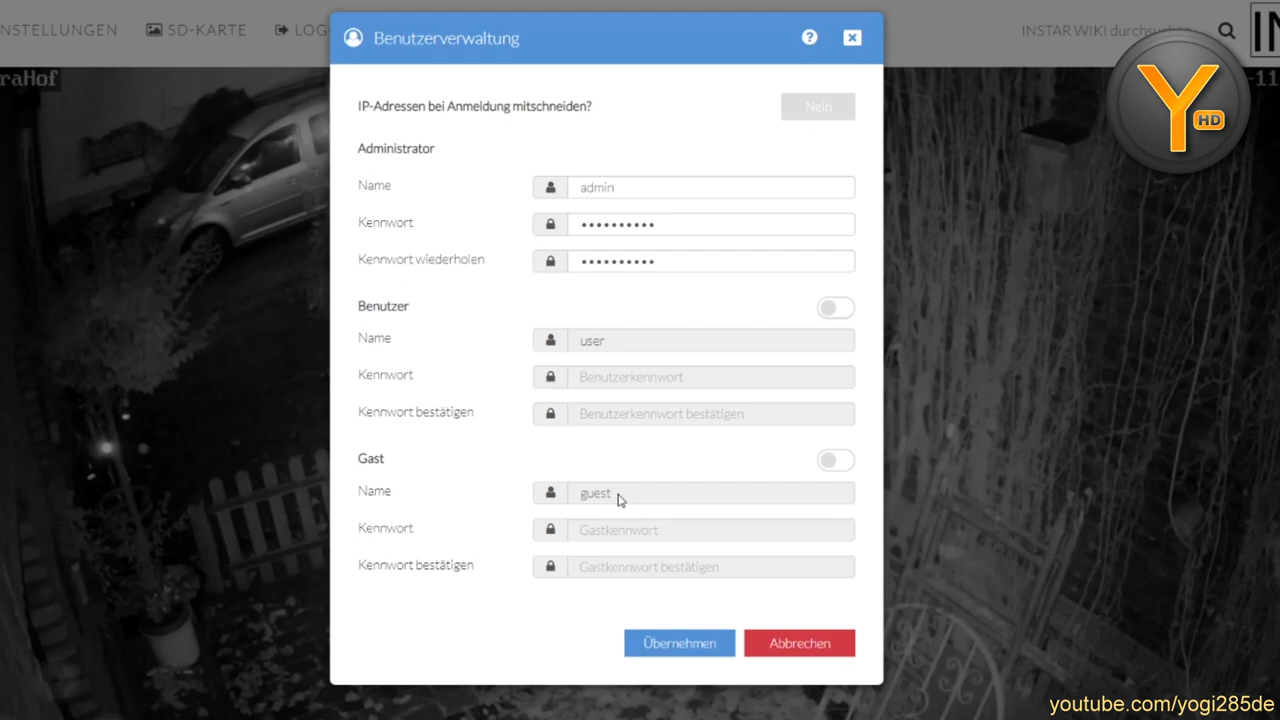 NSTELLUNGEN SD-KARTE LOG
Benutzerverwaltung
INSTAR WIKI durchsuchen
IN
raHof
-11
Y HD
IP-Adressen bei Anmeldung mitschneiden? Nein
Administrator
Name admin
Kennwort ••••••••••
Kennwort wiederholen ••••••••••
Benutzer
Name user
Kennwort Benutzerkennwort
Kennwort bestätigen Benutzerkennwort bestätigen
Gast
Name guest
Kennwort Gastkennwort
Kennwort bestätigen Gastkennwort bestätigen
Übernehmen Abbrechen
youtube.com/yogi285de